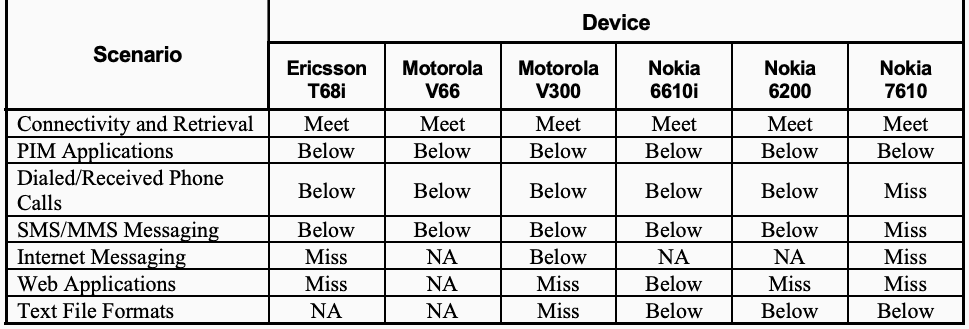 Scenario Device
Ericsson T68i Motorola V66 Motorola V300 Nokia 6610i Nokia 6200 Nokia 7610
Connectivity and Retrieval Meet Meet Meet Meet Meet Meet
PIM Applications Below Below Below Below Below Below
Dialed/Received Phone Calls Below Below Below Below Below Miss
SMS/MMS Messaging Below Below Below Below Below Miss
Internet Messaging Miss NA Below NA NA Miss
Web Applications Miss NA Miss Below Miss Miss
Text File Formats NA NA Miss Below Below Below